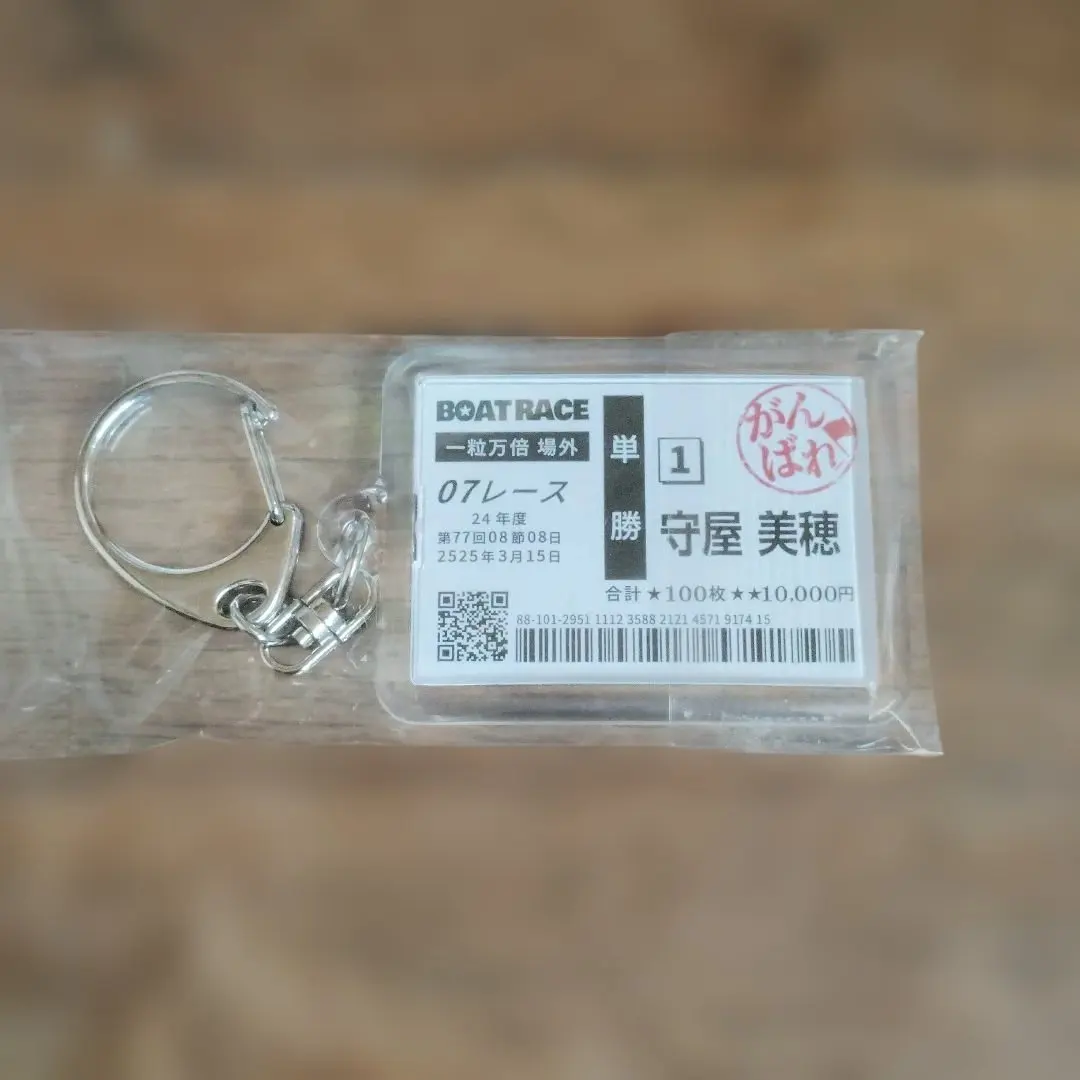 BOAT RACE
一粒万倍 場外
07レース
24年度
第77回08節08日
2525年3月15日
単勝
1
守屋 美穂
がんばれ
合計 ★100枚 ★★10,000円
88-101-2951 1112 3588 2121 4571 9174 15